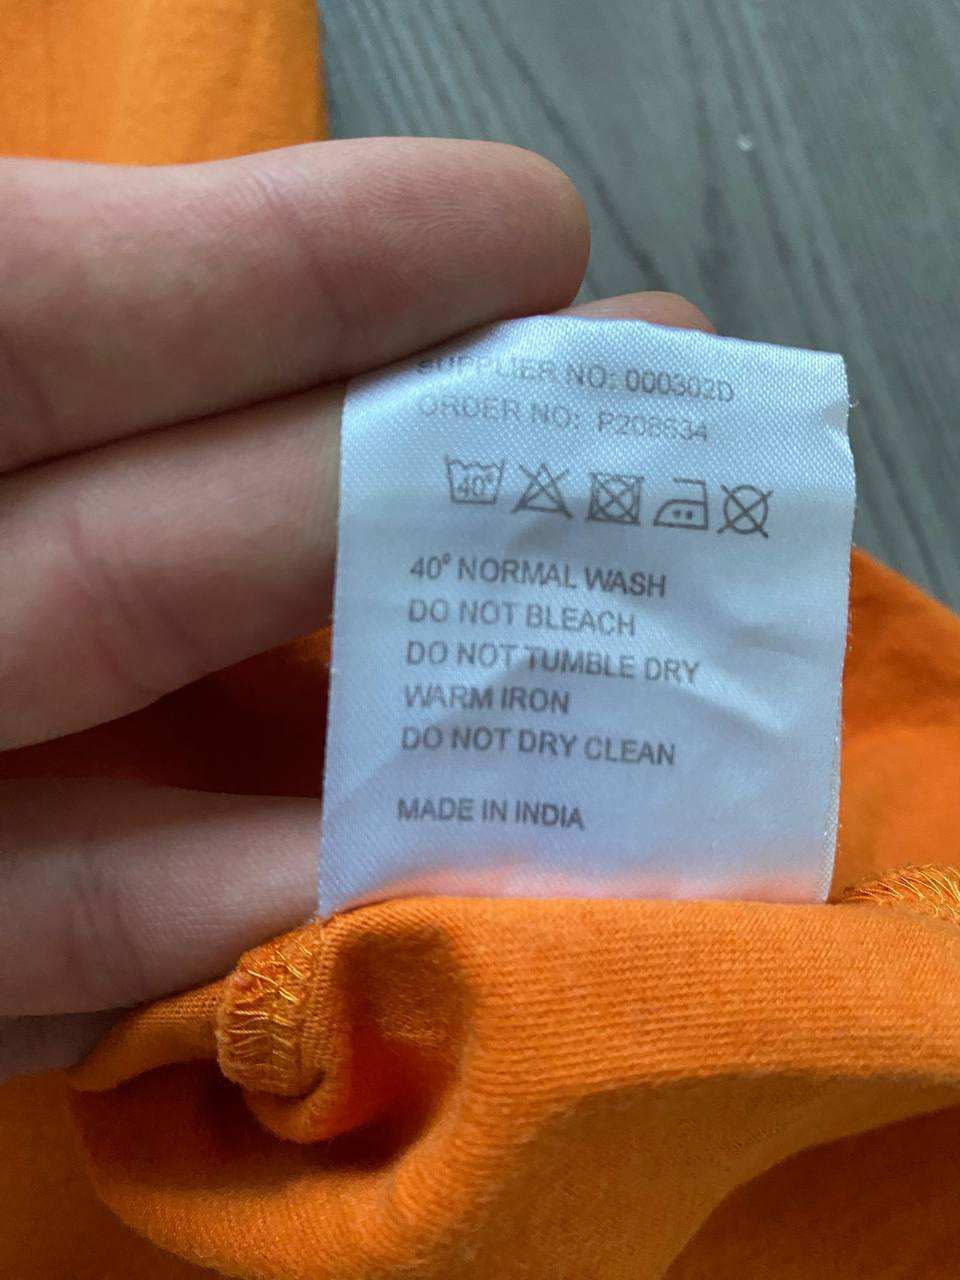 SUPPLIER NO: 000302D
ORDER NO: P208634
40°
40° NORMAL WASH
DO NOT BLEACH
DO NOT TUMBLE DRY
WARM IRON
DO NOT DRY CLEAN
MADE IN INDIA